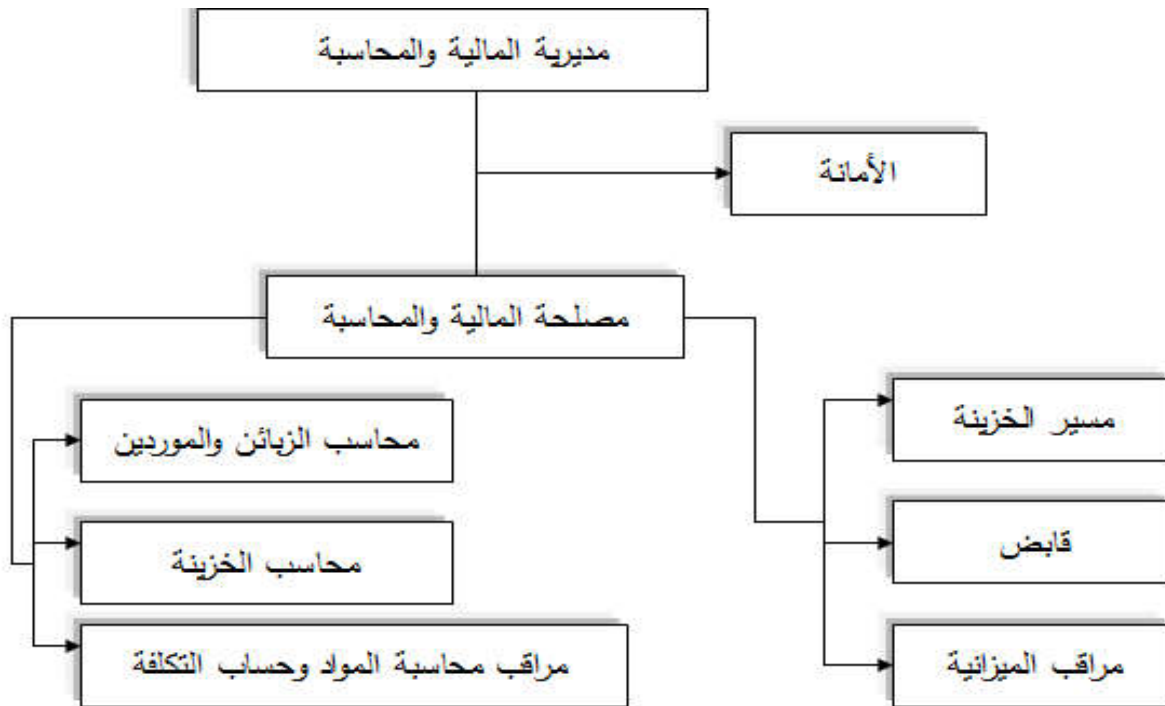 مديرية المالية والمحاسبة
الأمانة
مصلحة المالية والمحاسبة
مسير الخزينة
محاسب الزبائن والموردين
قابض
محاسب الخزينة
مراقب الميزانية
مراقب محاسبة المواد وحساب التكلفة